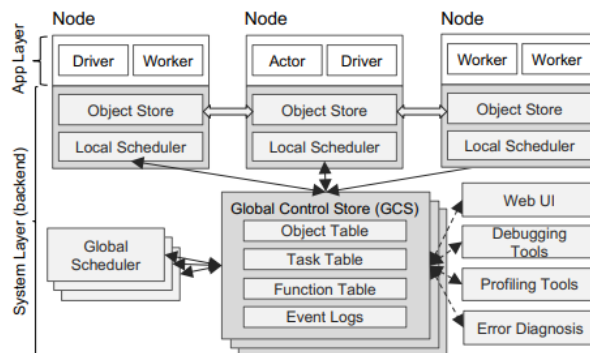 Node
Node
Node
App Layer
Driver
Worker
Actor
Driver
Worker
Worker
Object Store
Object Store
Object Store
Local Scheduler
Local Scheduler
Local Scheduler
System Layer (backend)
Global Control Store (GCS)
Object Table
Task Table
Function Table
Event Logs
Global
Scheduler
Web UI
Debugging
Tools
Profiling Tools
Error Diagnosis